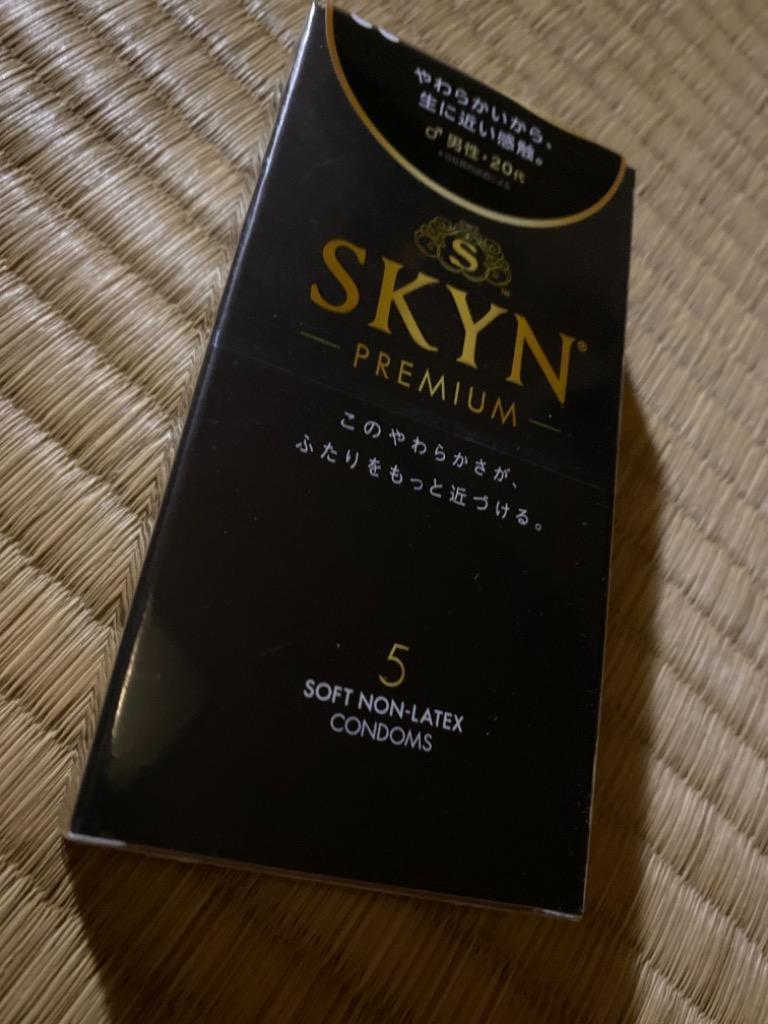 やわらかいから、
生に近い感触。
♂ 男性・20代
S
SKYN®
PREMIUM
このやわらかさが、
ふたりをもっと近づける。
5
SOFT NON-LATEX
CONDOMS